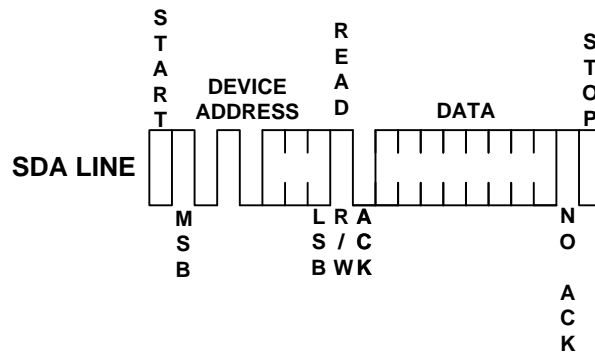 START
DEVICE
ADDRESS
READ
DATA
STOP
SDA LINE
MSB
LSB
R/W
ACK
NO ACK